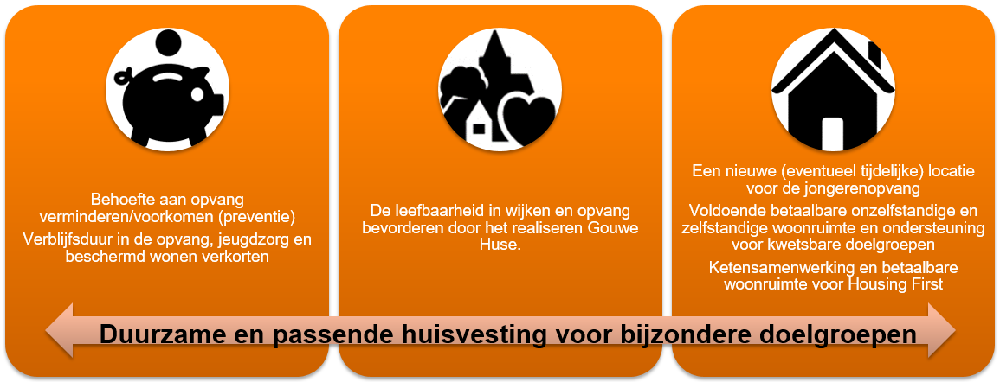 Behoefte aan opvang
verminderen/voorkomen (preventie)
Verblijfsduur in de opvang, jeugdzorg en
beschermd wonen verkorten
De leefbaarheid in wijken en opvang
bevorderen door het realiseren Gouwe
Huse.
Een nieuwe (eventueel tijdelijke) locatie
voor de jongerenopvang
Voldoende betaalbare onzelfstandige en
zelfstandige woonruimte en ondersteuning
voor kwetsbare doelgroepen
Ketensamenwerking en betaalbare
woonruimte voor Housing First
Duurzame en passende huisvesting voor bijzondere doelgroepen